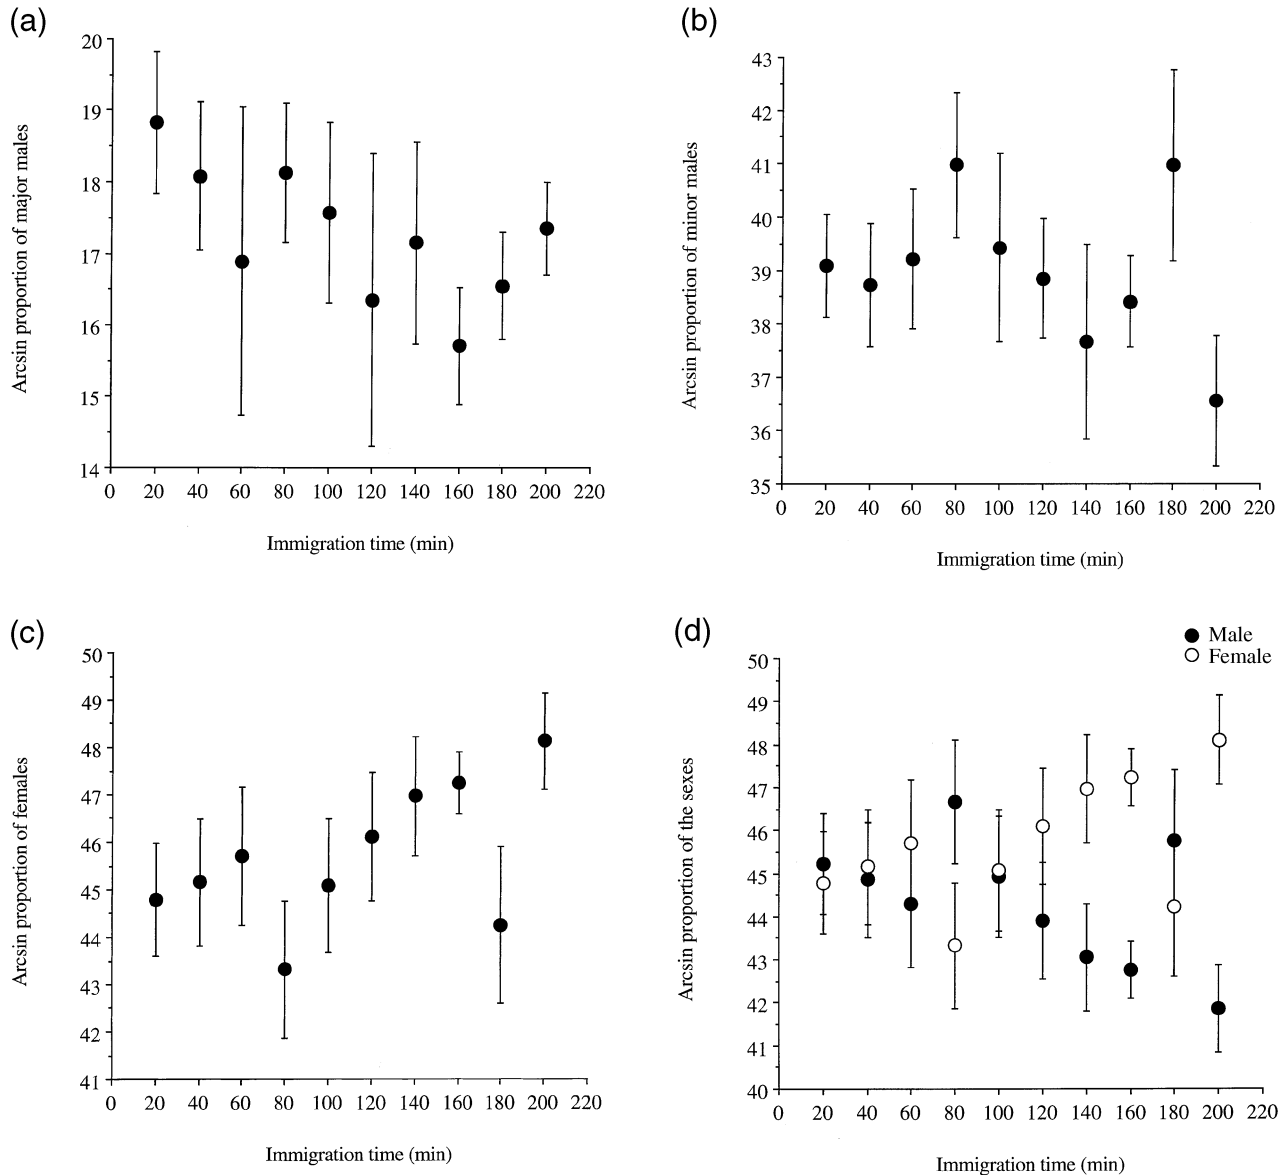 (a)
20
19
18
17
16
15
14
Arcsin proportion of major males
0 20 40 60 80 100 120 140 160 180 200 220
Immigration time (min)
(b)
43
42
41
40
39
38
37
36
35
Arcsin proportion of minor males
0 20 40 60 80 100 120 140 160 180 200 220
Immigration time (min)
(c)
50
49
48
47
46
45
44
43
42
41
Arcsin proportion of females
0 20 40 60 80 100 120 140 160 180 200 220
Immigration time (min)
(d)
Male
Female
50
49
48
47
46
45
44
43
42
41
40
Arcsin proportion of the sexes
0 20 40 60 80 100 120 140 160 180 200 220
Immigration time (min)